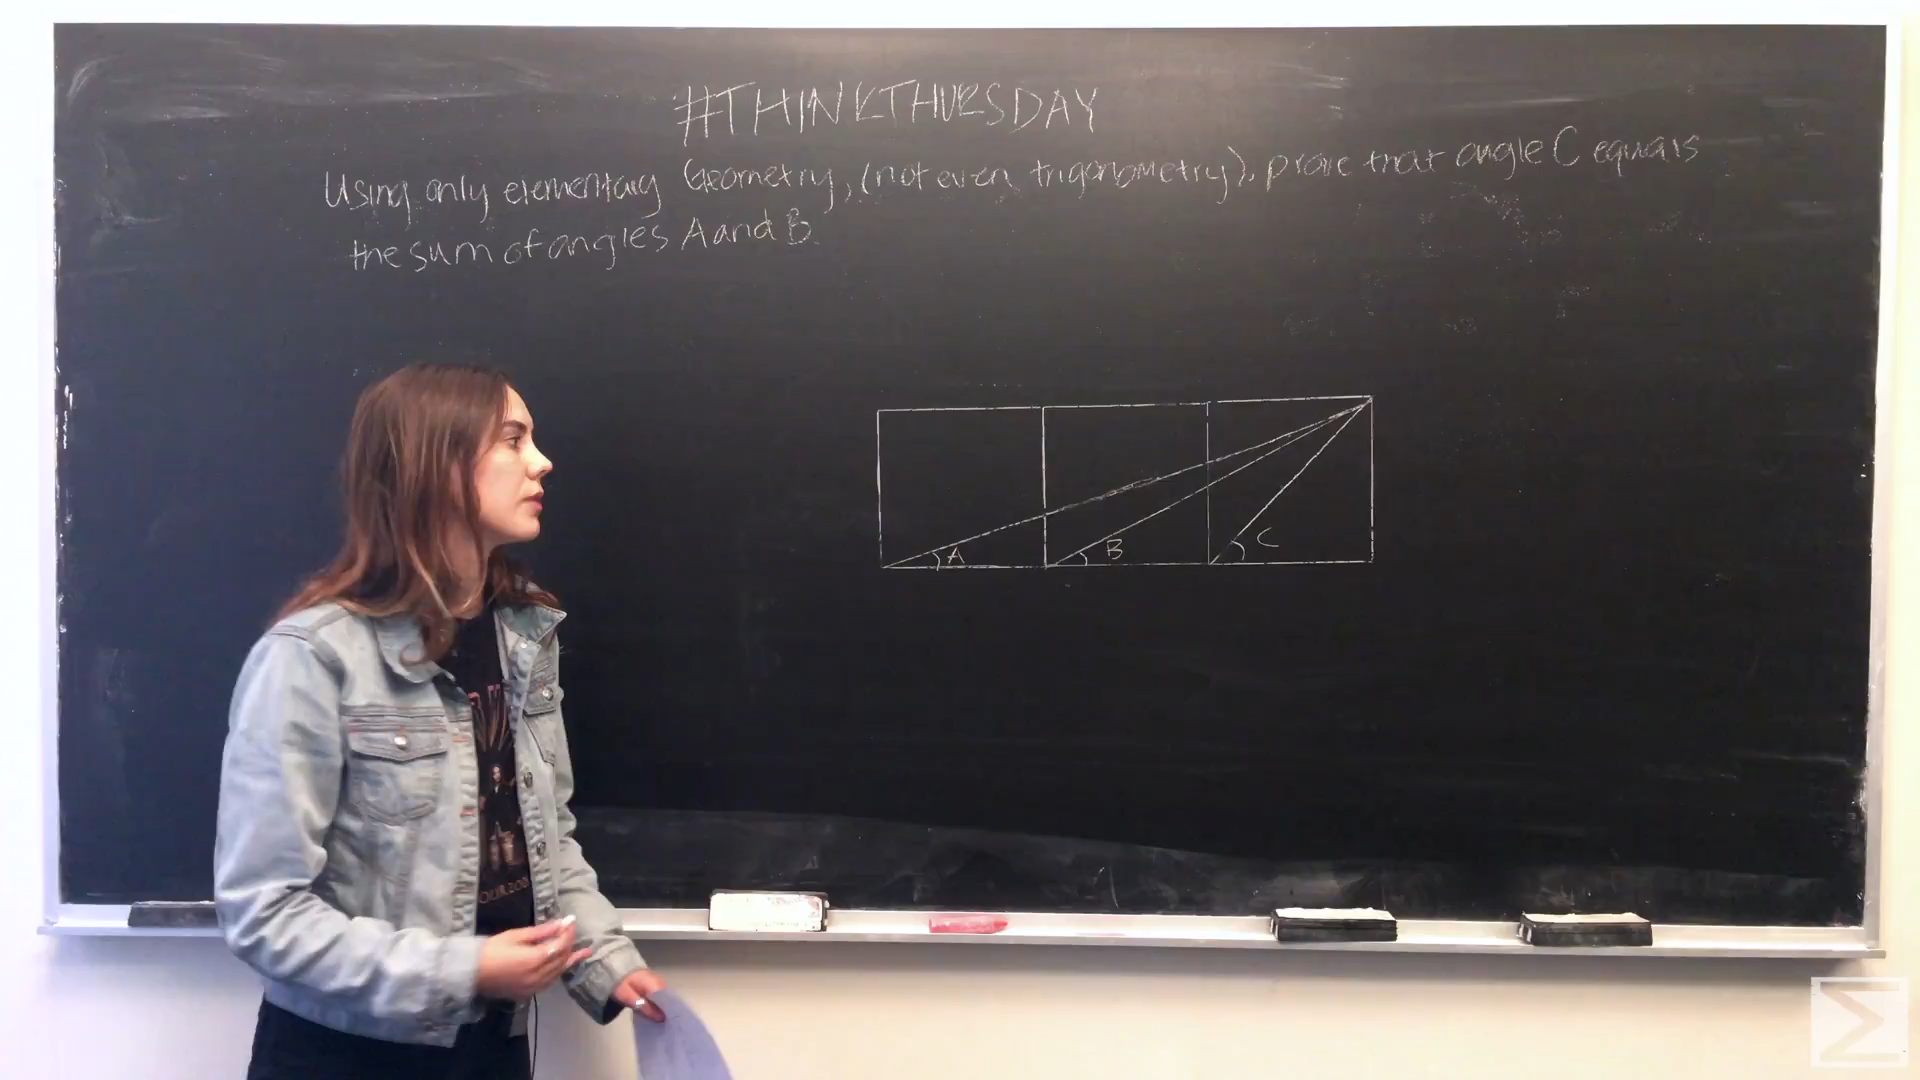 #THINKTHURSDAY
Using only elementary Geometry, (not even trigonometry), prove that angle C equals
the sum of angles A and B.
A
B
C